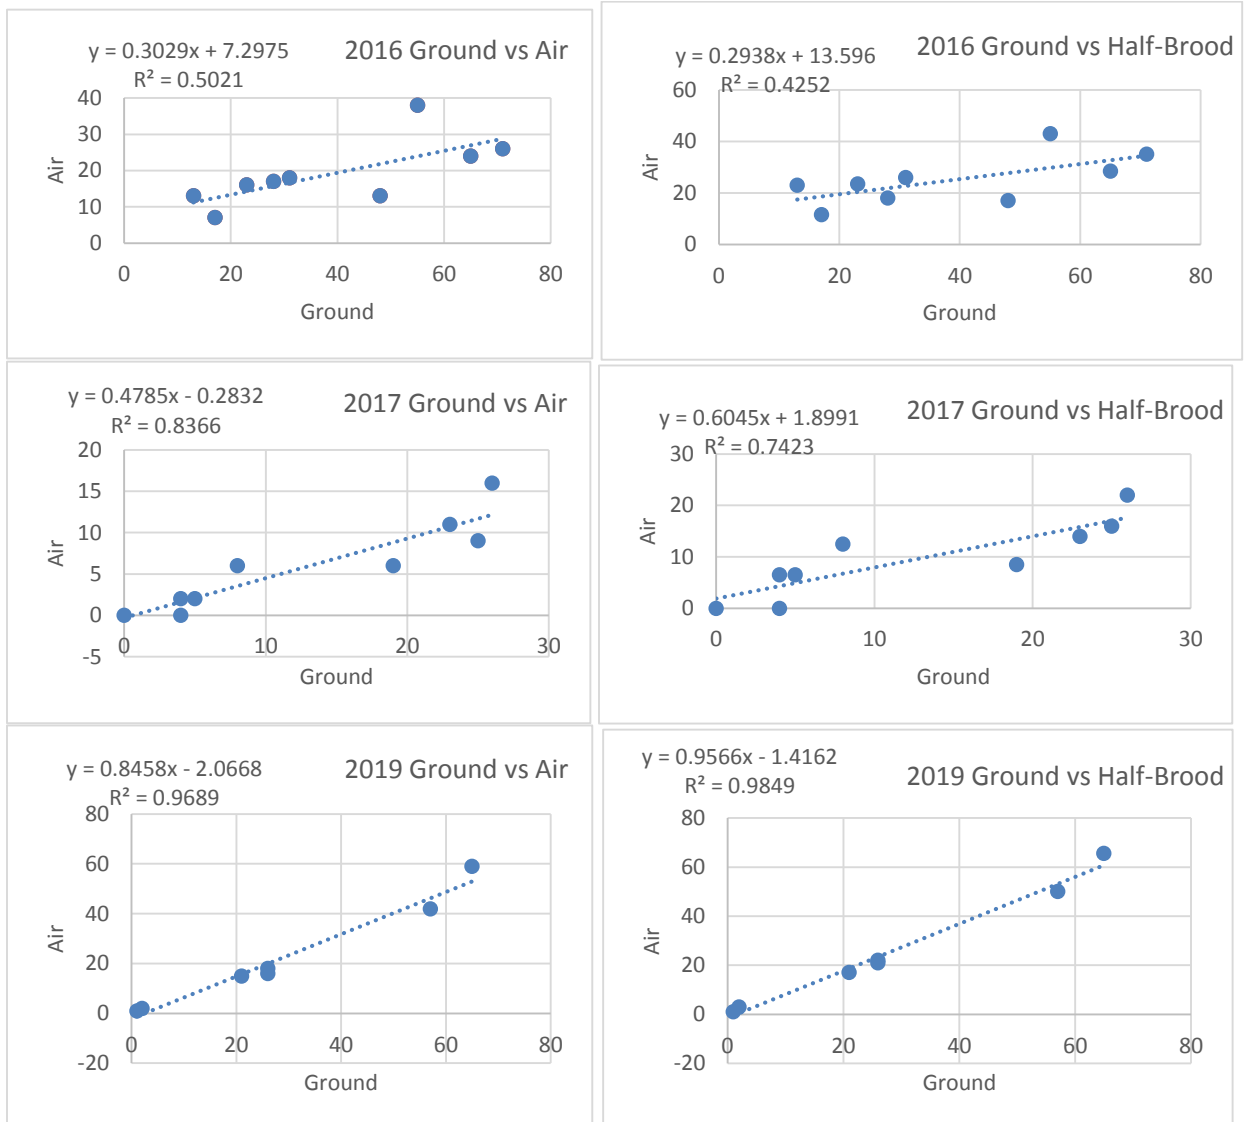 y = 0.3029x + 7.2975
R² = 0.5021
2016 Ground vs Air
40
30
20
10
0
0 20 40 60 80
Air
Ground
y = 0.2938x + 13.596
R² = 0.4252
2016 Ground vs Half-Brood
60
40
20
0
0 20 40 60 80
Air
Ground
y = 0.4785x - 0.2832
R² = 0.8366
2017 Ground vs Air
20
15
10
5
0
-5
0 10 20 30
Air
Ground
y = 0.6045x + 1.8991
R² = 0.7423
2017 Ground vs Half-Brood
30
20
10
0
0 10 20 30
Air
Ground
y = 0.8458x - 2.0668
R² = 0.9689
2019 Ground vs Air
80
60
40
20
0
-20
0 20 40 60 80
Air
Ground
y = 0.9566x - 1.4162
R² = 0.9849
2019 Ground vs Half-Brood
80
60
40
20
0
-20
0 20 40 60 80
Air
Ground